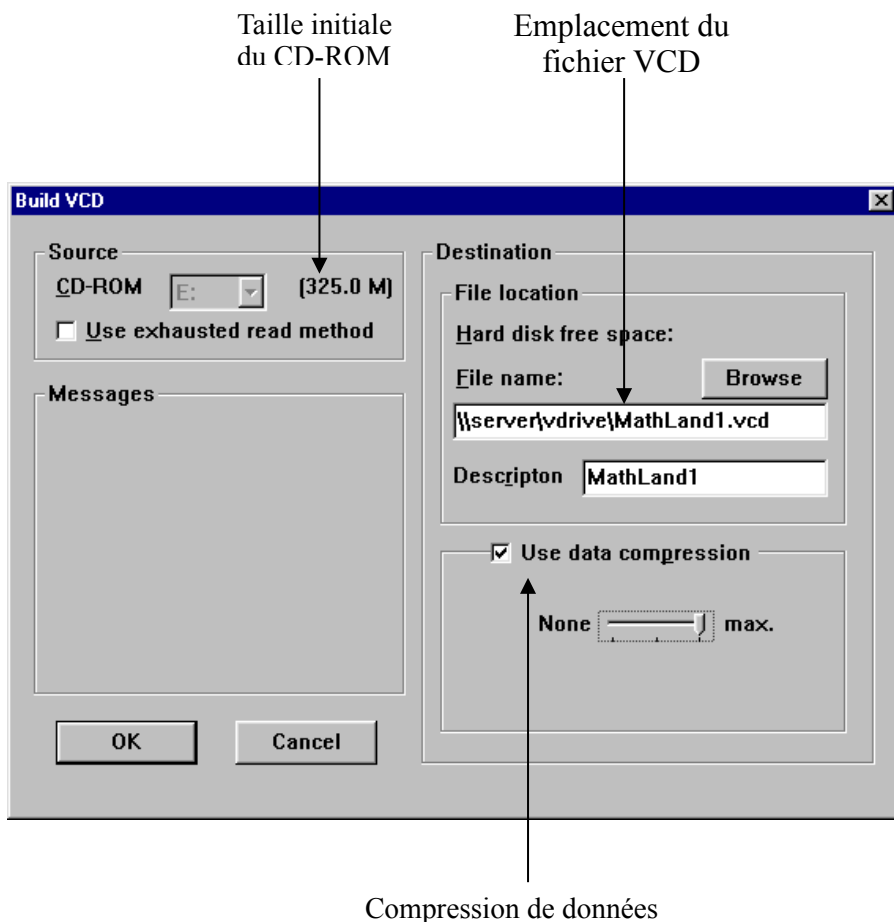 Taille initiale
du CD-ROM
Emplacement du
fichier VCD
Build VCD
Source
CD-ROM
E:
(325.0 M)
Use exhausted read method
Messages
OK
Cancel
Destination
File location
Hard disk free space:
File name:
Browse
\\server\vdrive\MathLand1.vcd
Descripton
MathLand1
Use data compression
None
max.
Compression de données